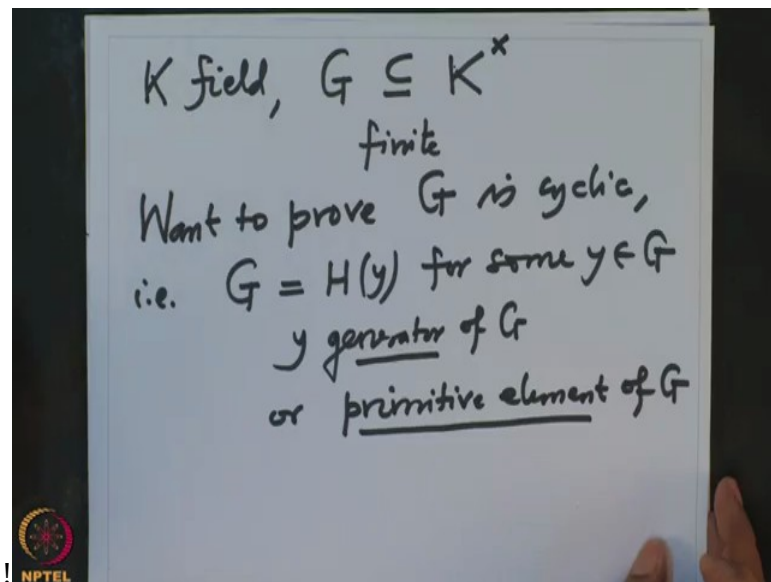 K field, G ⊆ K^×
finite
Want to prove G is cyclic,
i.e. G = H(y) for some y ∈ G
y generator of G
or primitive element of G
NPTEL